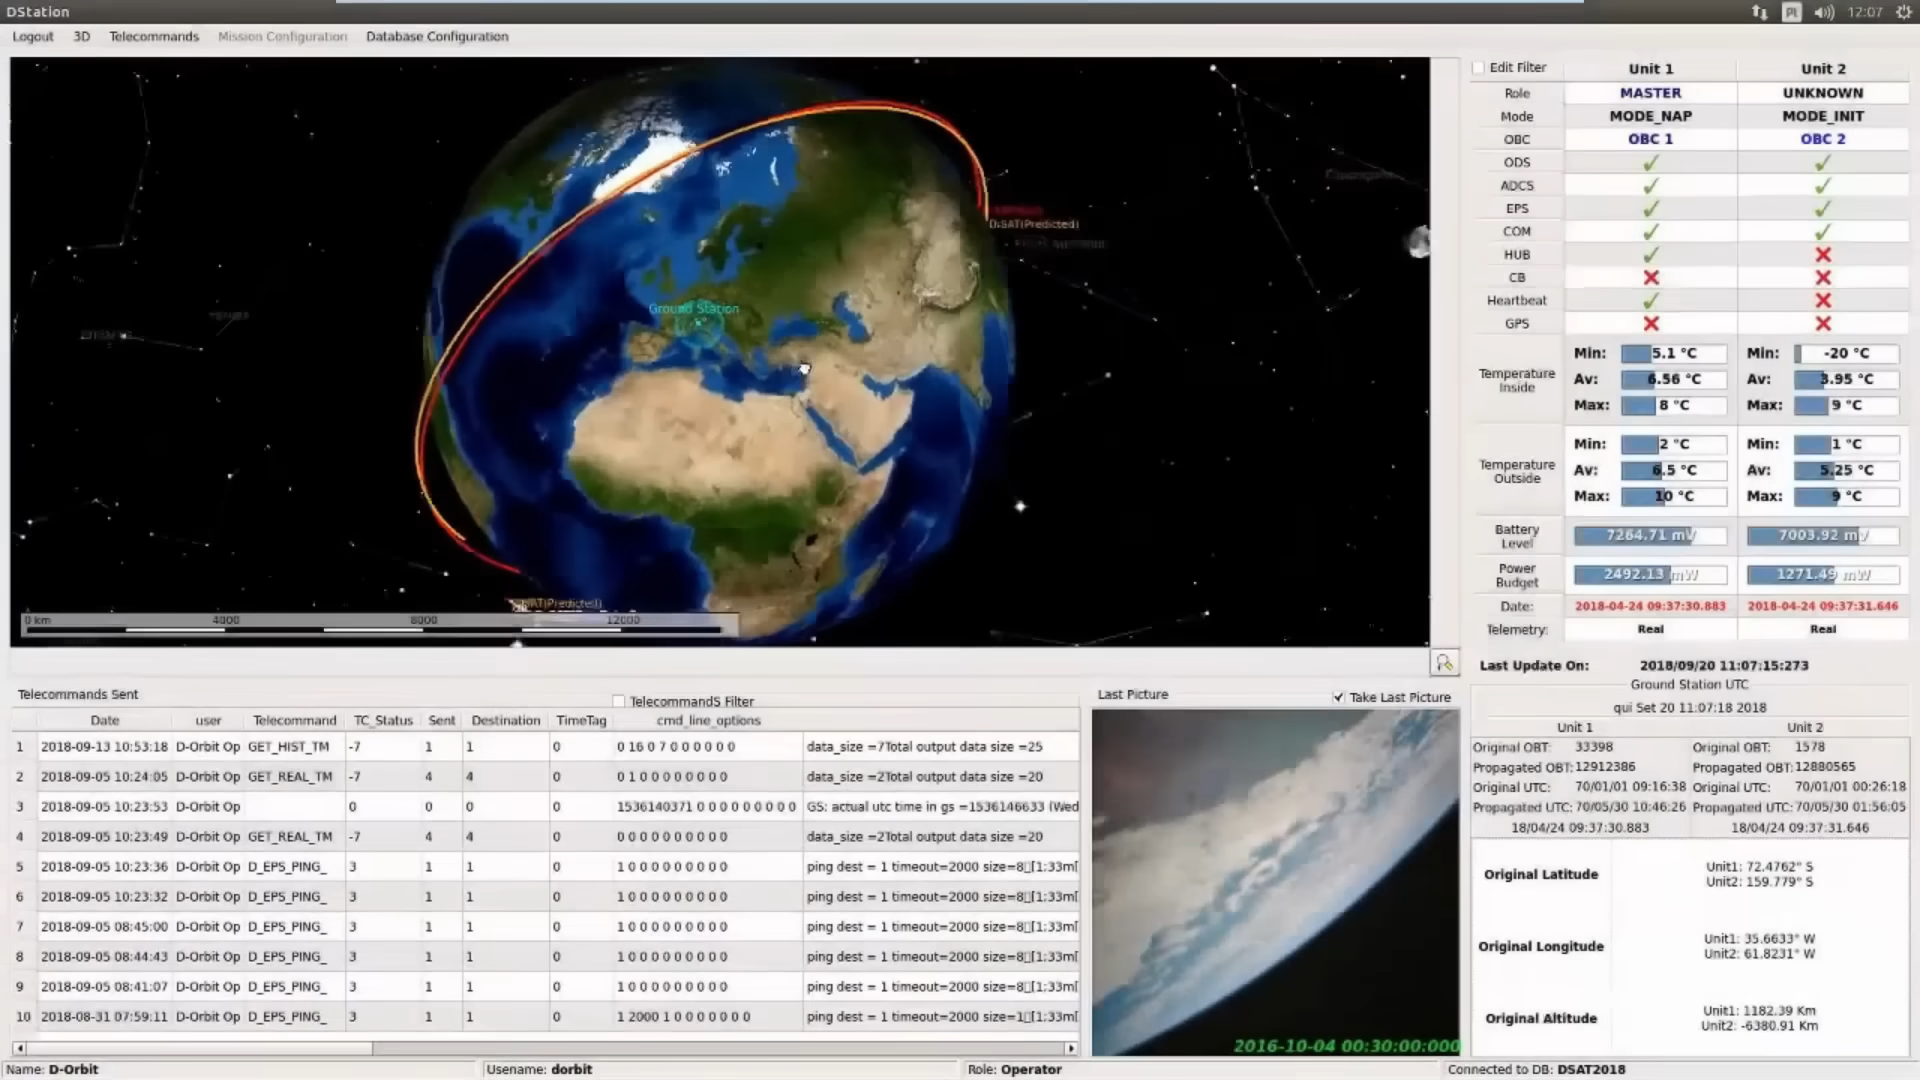 DStation
Pt 12:07
Logout 3D Telecommands Mission Configuration Database Configuration
Ground Station
DSAT(Predicted)
0 km 4000 8000 12000
Edit Filter Unit 1 Unit 2
Role MASTER UNKNOWN
Mode MODE_NAP MODE_INIT
OBC OBC 1 OBC 2
ODS
ADCS
EPS
COM
HUB
CB
Heartbeat
GPS
Temperature Inside
Min: 5.1 °C Min: -20 °C
Av: 6.56 °C Av: 3.95 °C
Max: 8 °C Max: 9 °C
Temperature Outside
Min: 2 °C Min: 1 °C
Av: 6.5 °C Av: 5.25 °C
Max: 10 °C Max: 9 °C
Battery Level 7264.71 mV 7003.92 mV
Power Budget 2492.13 mW 1271.49 mW
Date: 2018-04-24 09:37:30.883 2018-04-24 09:37:31.646
Telemetry: Real Real
Last Update On: 2018/09/20 11:07:15:273
Ground Station UTC
qui Set 20 11:07:18 2018
Unit 1 Unit 2
Original OBT: 33398 Original OBT: 1578
Propagated OBT: 12912386 Propagated OBT: 12880565
Original UTC: 70/01/01 09:16:38 Original UTC: 70/01/01 00:26:18
Propagated UTC: 70/05/30 10:46:26 Propagated UTC: 70/05/30 01:56:05
18/04/24 09:37:30.883 18/04/24 09:37:31.646
Original Latitude
Unit1: 72.4762° S
Unit2: 159.779° S
Original Longitude
Unit1: 35.6633° W
Unit2: 61.8231° W
Original Altitude
Unit1: 1182.39 Km
Unit2: -6380.91 Km
Telecommands Sent
TelecommandS Filter
Date user Telecommand TC_Status Sent Destination TimeTag cmd_line_options
1 2018-09-13 10:53:18 D-Orbit Op GET_HIST_TM -7 1 1 0 0 16 0 7 0 0 0 0 0 0 data_size =7Total output data size =25
2 2018-09-05 10:24:05 D-Orbit Op GET_REAL_TM -7 4 4 0 0 1 0 0 0 0 0 0 0 0 data_size =2Total output data size =20
3 2018-09-05 10:23:53 D-Orbit Op 0 0 0 0 1536140371 0 0 0 0 0 0 0 0 0 GS: actual utc time in gs =1536146633 (Wed
4 2018-09-05 10:23:49 D-Orbit Op GET_REAL_TM -7 4 4 0 0 0 0 0 0 0 0 0 0 0 data_size =2Total output data size =20
5 2018-09-05 10:23:36 D-Orbit Op D_EPS_PING_ 3 1 1 0 1 0 0 0 0 0 0 0 0 0 ping dest = 1 timeout=2000 size=8[1;33m[
6 2018-09-05 10:23:32 D-Orbit Op D_EPS_PING_ 3 1 1 0 1 0 0 0 0 0 0 0 0 0 ping dest = 1 timeout=2000 size=8[1;33m[
7 2018-09-05 08:45:00 D-Orbit Op D_EPS_PING_ 3 1 1 0 1 0 0 0 0 0 0 0 0 0 ping dest = 1 timeout=2000 size=8[1;33m[
8 2018-09-05 08:44:43 D-Orbit Op D_EPS_PING_ 3 1 1 0 1 0 0 0 0 0 0 0 0 0 ping dest = 1 timeout=2000 size=8[1;33m[
9 2018-09-05 08:41:07 D-Orbit Op D_EPS_PING_ 3 1 1 0 1 0 0 0 0 0 0 0 0 0 ping dest = 1 timeout=2000 size=8[1;33m[
10 2018-08-31 07:59:11 D-Orbit Op D_EPS_PING_ 3 1 1 0 1 2000 1 0 0 0 0 0 0 0 ping dest = 1 timeout=2000 size=1[1;33m[
Last Picture Take Last Picture
2016-10-04 00:30:00:000
Name: D-Orbit Usename: dorbit Role: Operator Connected to DB: DSAT2018